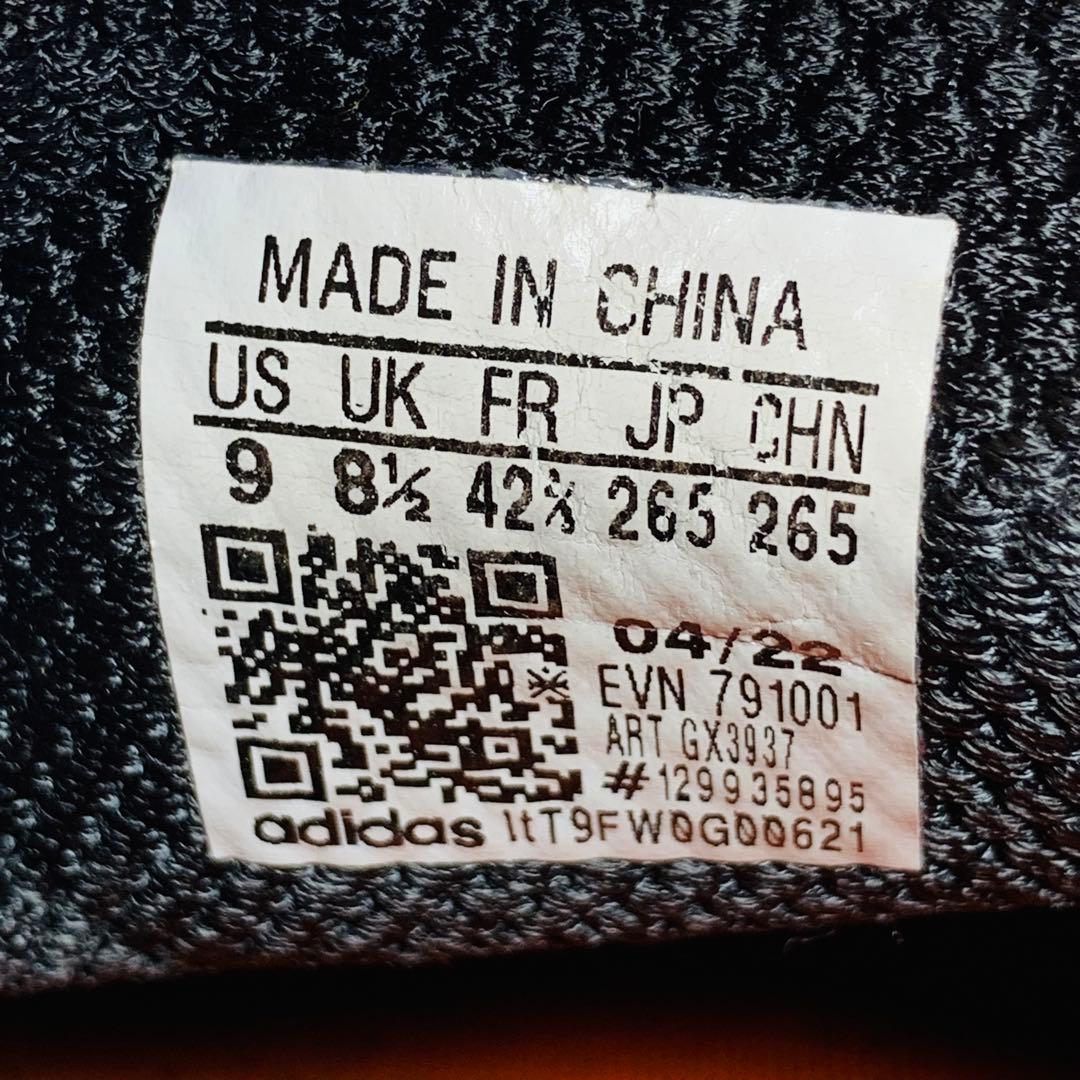 MADE IN CHINA
US UK FR JP CHN
9 8½ 42⅔ 265 265
04/22
EVN 791001
ART GX3937
#129935895
adidas ltT9FW0G00621